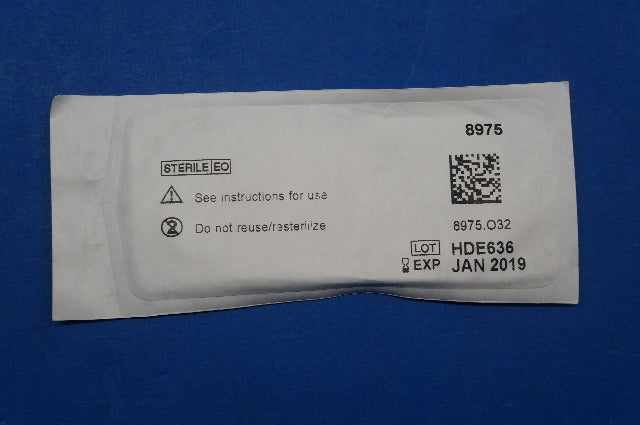 8975
STERILE EO
See instructions for use
Do not reuse/resterilize
8975.O32
LOT HDE636
EXP JAN 2019